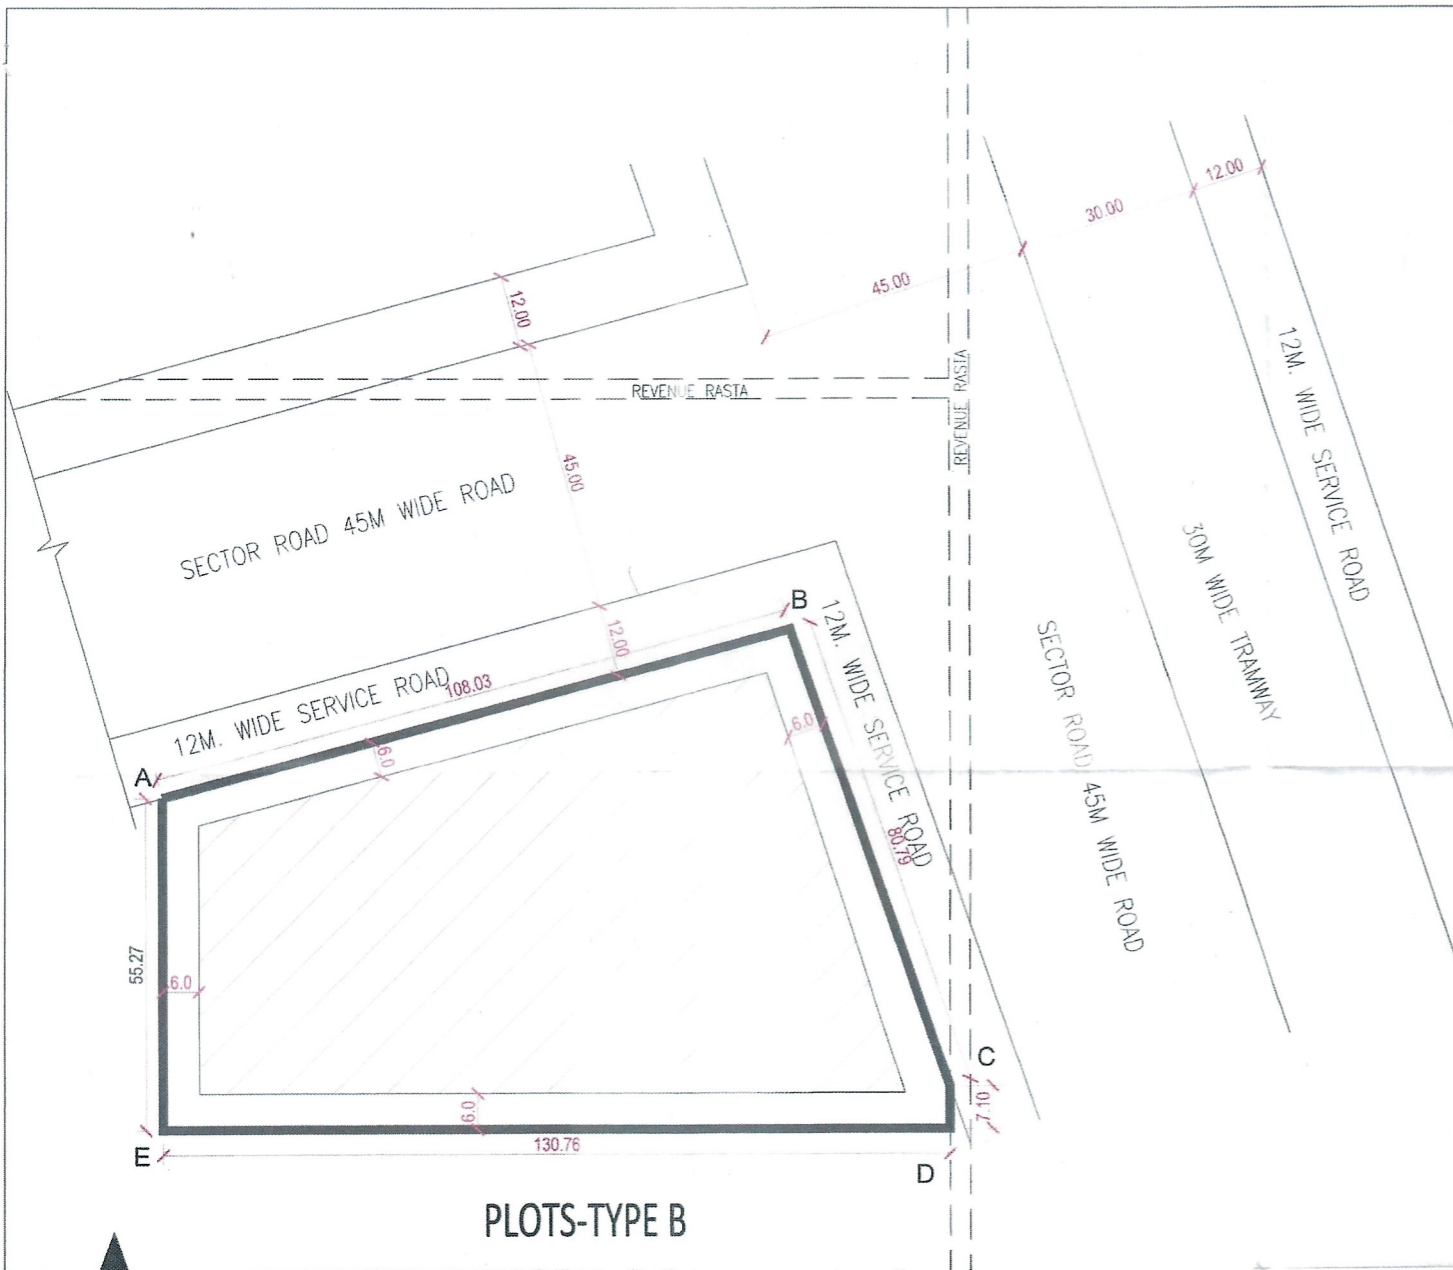 12.00
30.00
45.00
12.00
REVENUE RASTA
REVENUE RASTA
12M. WIDE SERVICE ROAD
45.00
SECTOR ROAD 45M WIDE ROAD
30M WIDE TRAMWAY
B
12M. WIDE SERVICE ROAD
12.00
SECTOR ROAD 45M WIDE ROAD
12M. WIDE SERVICE ROAD
108.03
6.0
6.0
A
80.79
55.27
6.0
C
7.10
6.0
130.76
E
D
PLOTS-TYPE B